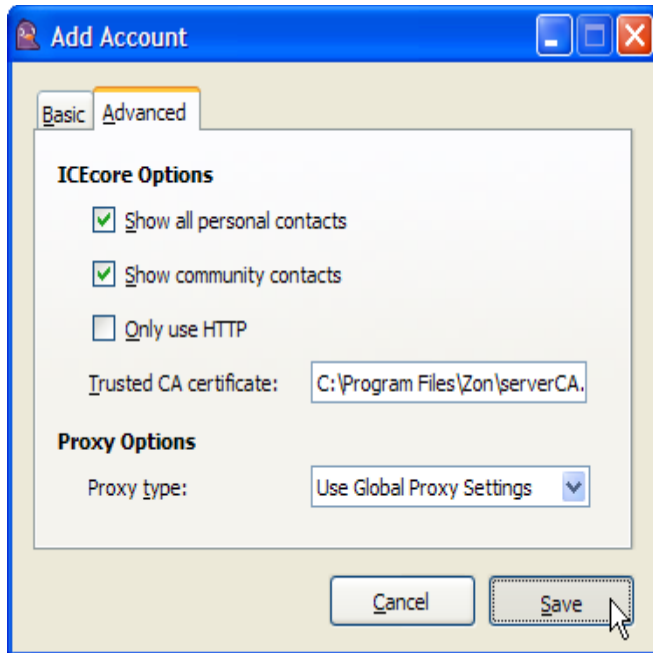 Add Account
Basic Advanced
ICEcore Options
Show all personal contacts
Show community contacts
Only use HTTP
Trusted CA certificate: C:\Program Files\Zon\serverCA.
Proxy Options
Proxy type: Use Global Proxy Settings
Cancel Save